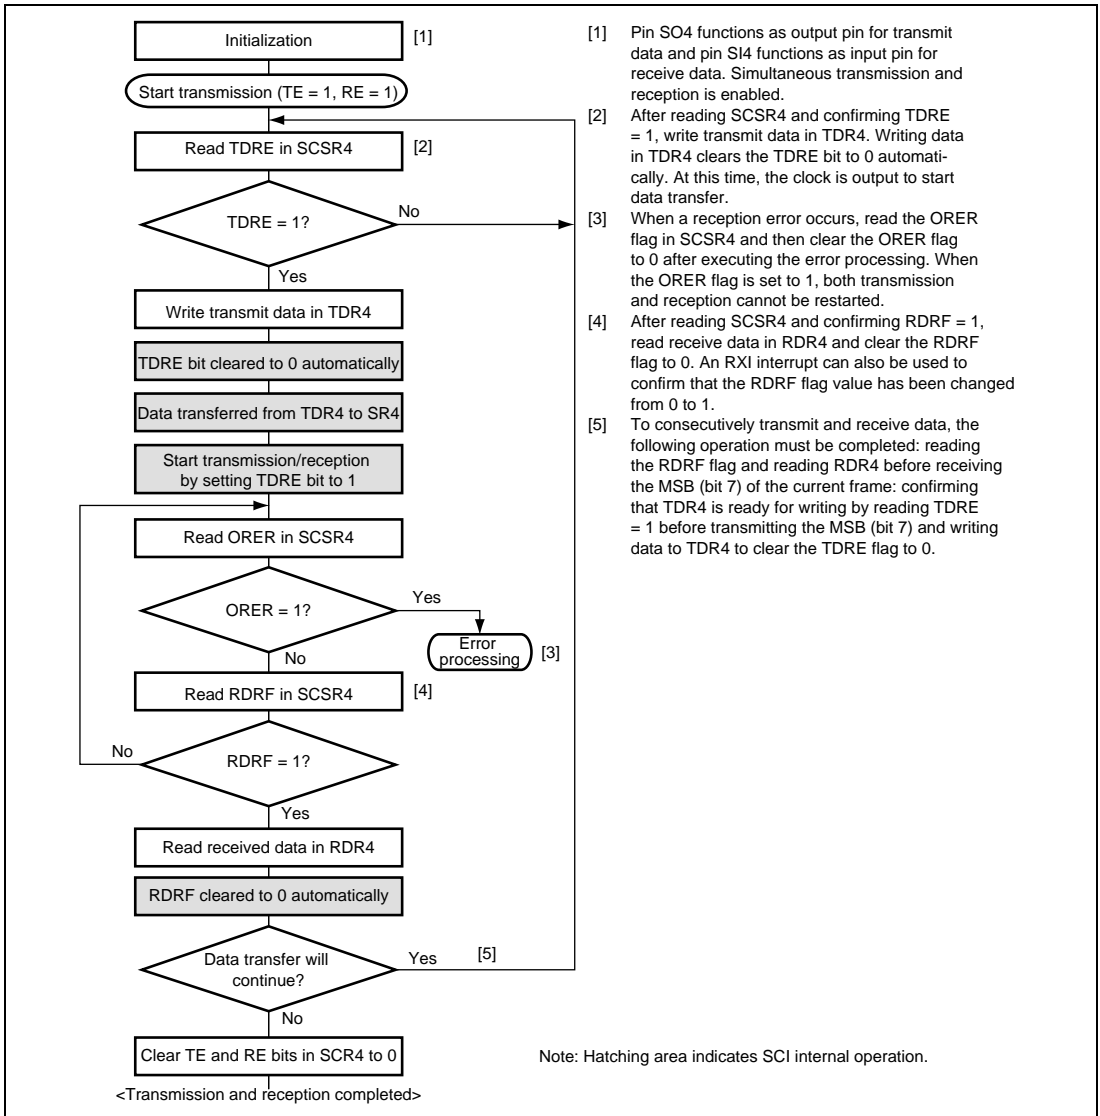 Initialization
[1]
Start transmission (TE = 1, RE = 1)
Read TDRE in SCSR4
[2]
TDRE = 1?
No
Yes
Write transmit data in TDR4
TDRE bit cleared to 0 automatically
Data transferred from TDR4 to SR4
Start transmission/reception
by setting TDRE bit to 1
Read ORER in SCSR4
ORER = 1?
Yes
Error
processing
[3]
No
Read RDRF in SCSR4
[4]
No
RDRF = 1?
Yes
Read received data in RDR4
RDRF cleared to 0 automatically
Data transfer will
continue?
Yes
[5]
No
Clear TE and RE bits in SCR4 to 0
<Transmission and reception completed>
[1] Pin SO4 functions as output pin for transmit
data and pin SI4 functions as input pin for
receive data. Simultaneous transmission and
reception is enabled.
[2] After reading SCSR4 and confirming TDRE
= 1, write transmit data in TDR4. Writing data
in TDR4 clears the TDRE bit to 0 automati-
cally. At this time, the clock is output to start
data transfer.
[3] When a reception error occurs, read the ORER
flag in SCSR4 and then clear the ORER flag
to 0 after executing the error processing. When
the ORER flag is set to 1, both transmission
and reception cannot be restarted.
[4] After reading SCSR4 and confirming RDRF = 1,
read receive data in RDR4 and clear the RDRF
flag to 0. An RXI interrupt can also be used to
confirm that the RDRF flag value has been changed
from 0 to 1.
[5] To consecutively transmit and receive data, the
following operation must be completed: reading
the RDRF flag and reading RDR4 before receiving
the MSB (bit 7) of the current frame: confirming
that TDR4 is ready for writing by reading TDRE
= 1 before transmitting the MSB (bit 7) and writing
data to TDR4 to clear the TDRE flag to 0.
Note: Hatching area indicates SCI internal operation.